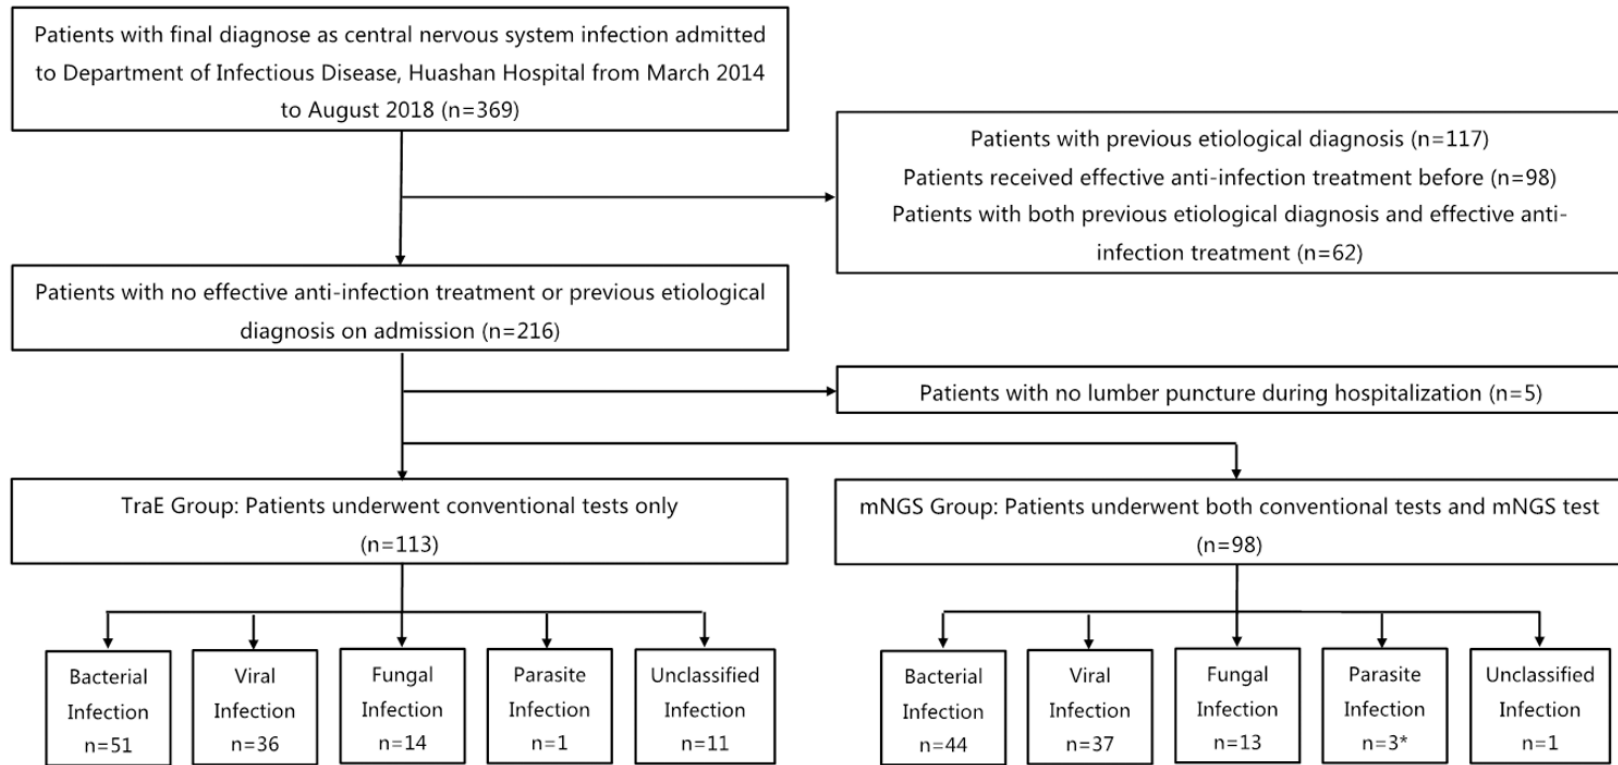 Patients with final diagnose as central nervous system infection admitted
to Department of Infectious Disease, Huashan Hospital from March 2014
to August 2018 (n=369)
Patients with previous etiological diagnosis (n=117)
Patients received effective anti-infection treatment before (n=98)
Patients with both previous etiological diagnosis and effective anti-
infection treatment (n=62)
Patients with no effective anti-infection treatment or previous etiological
diagnosis on admission (n=216)
Patients with no lumber puncture during hospitalization (n=5)
TraE Group: Patients underwent conventional tests only
(n=113)
mNGS Group: Patients underwent both conventional tests and mNGS test
(n=98)
Bacterial
Infection
n=51
Viral
Infection
n=36
Fungal
Infection
n=14
Parasite
Infection
n=1
Unclassified
Infection
n=11
Bacterial
Infection
n=44
Viral
Infection
n=37
Fungal
Infection
n=13
Parasite
Infection
n=3*
Unclassified
Infection
n=1